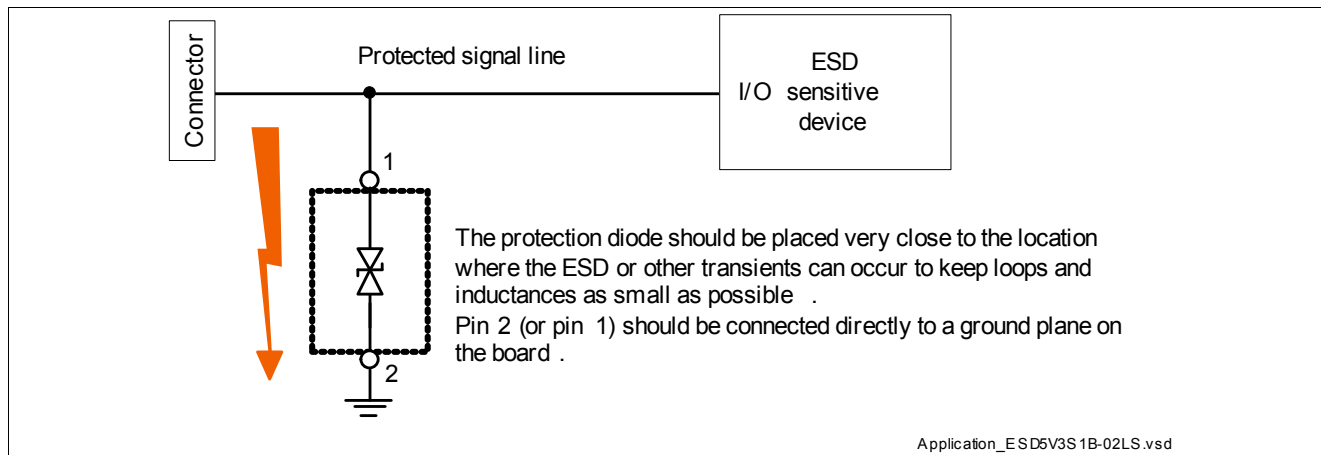 Connector
Protected signal line
ESD
I/O sensitive
device
1
The protection diode should be placed very close to the location
where the ESD or other transients can occur to keep loops and
inductances as small as possible .
Pin 2 (or pin 1) should be connected directly to a ground plane on
the board .
2
Application_ESD5V3S1B-02LS.vsd